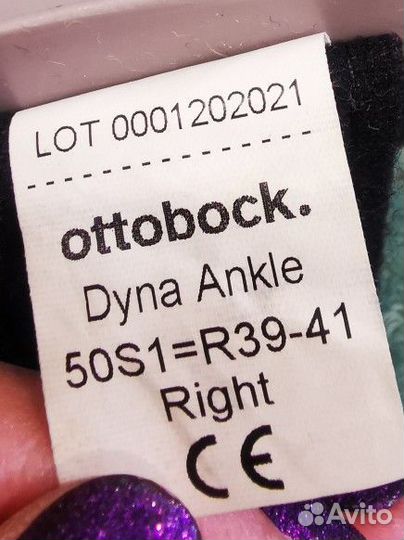 LOT 0001202021
ottobock.
Dyna Ankle
50S1=R39-41
Right
CE
Avito